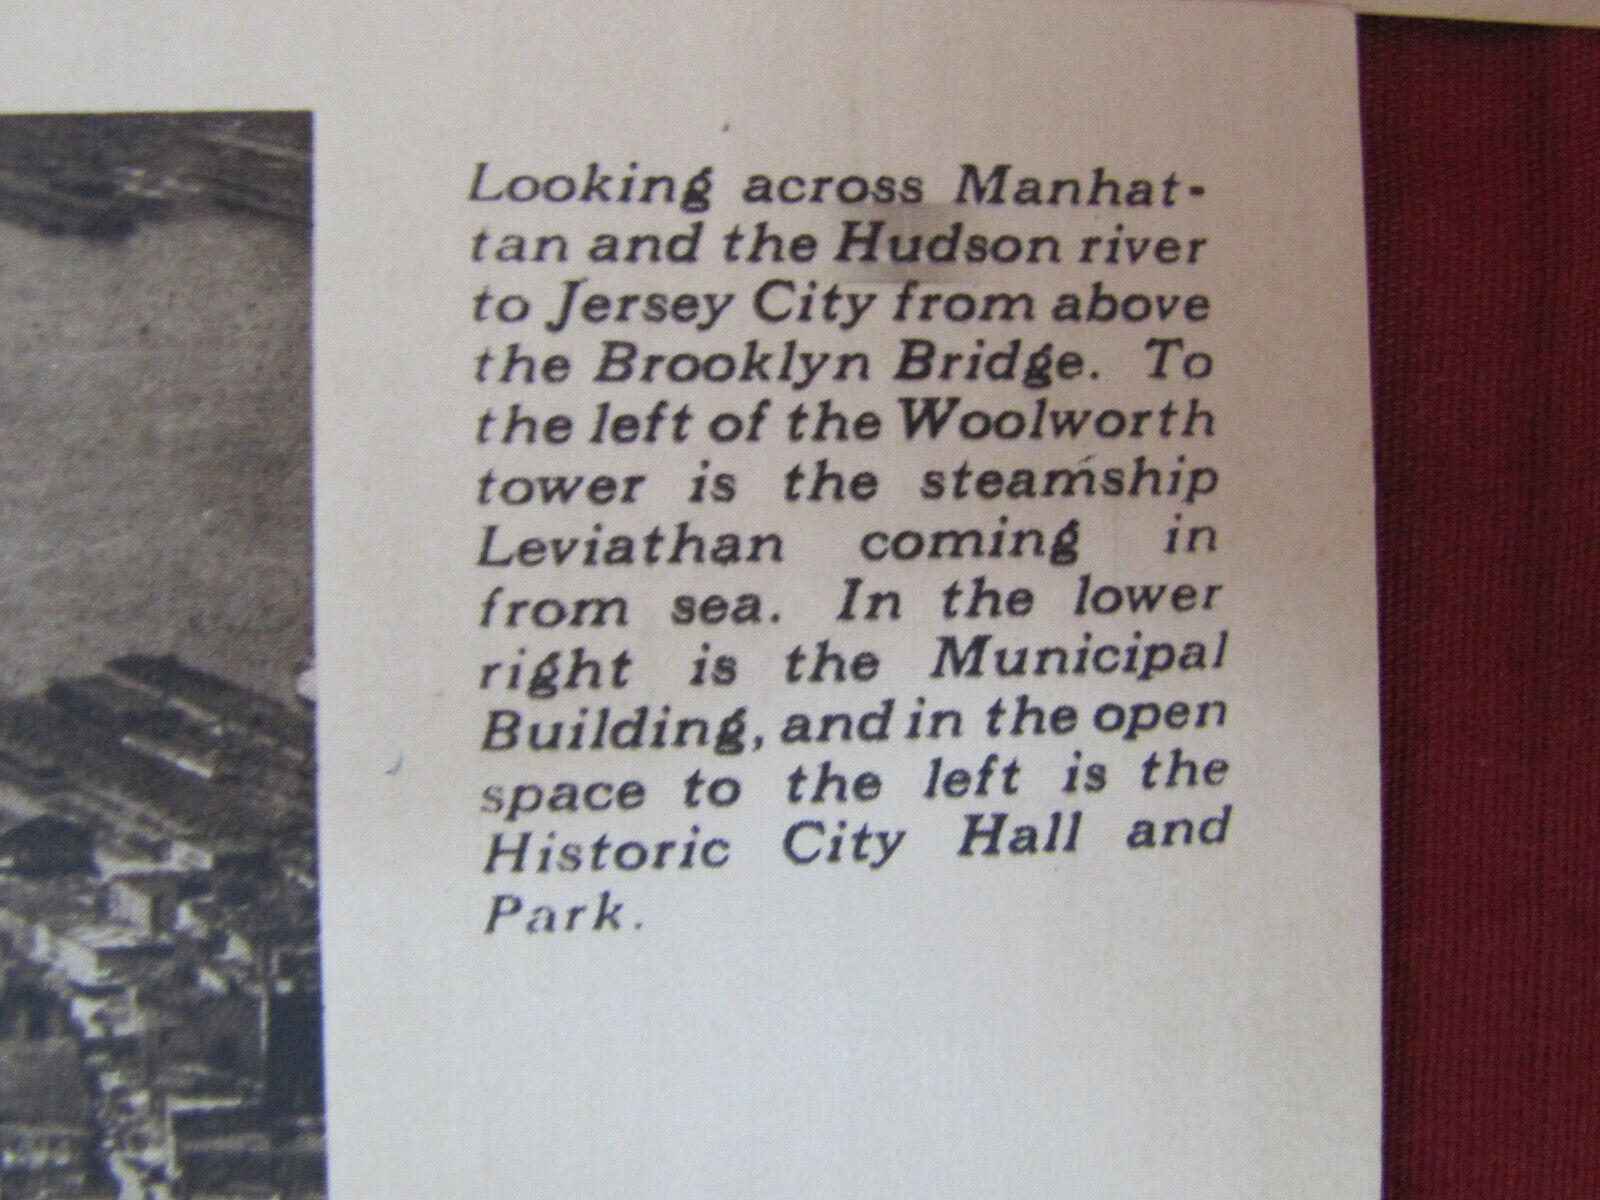 Looking across Manhat-
tan and the Hudson river
to Jersey City from above
the Brooklyn Bridge. To
the left of the Woolworth
tower is the steamship
Leviathan coming in
from sea. In the lower
right is the Municipal
Building, and in the open
space to the left is the
Historic City Hall and
Park.